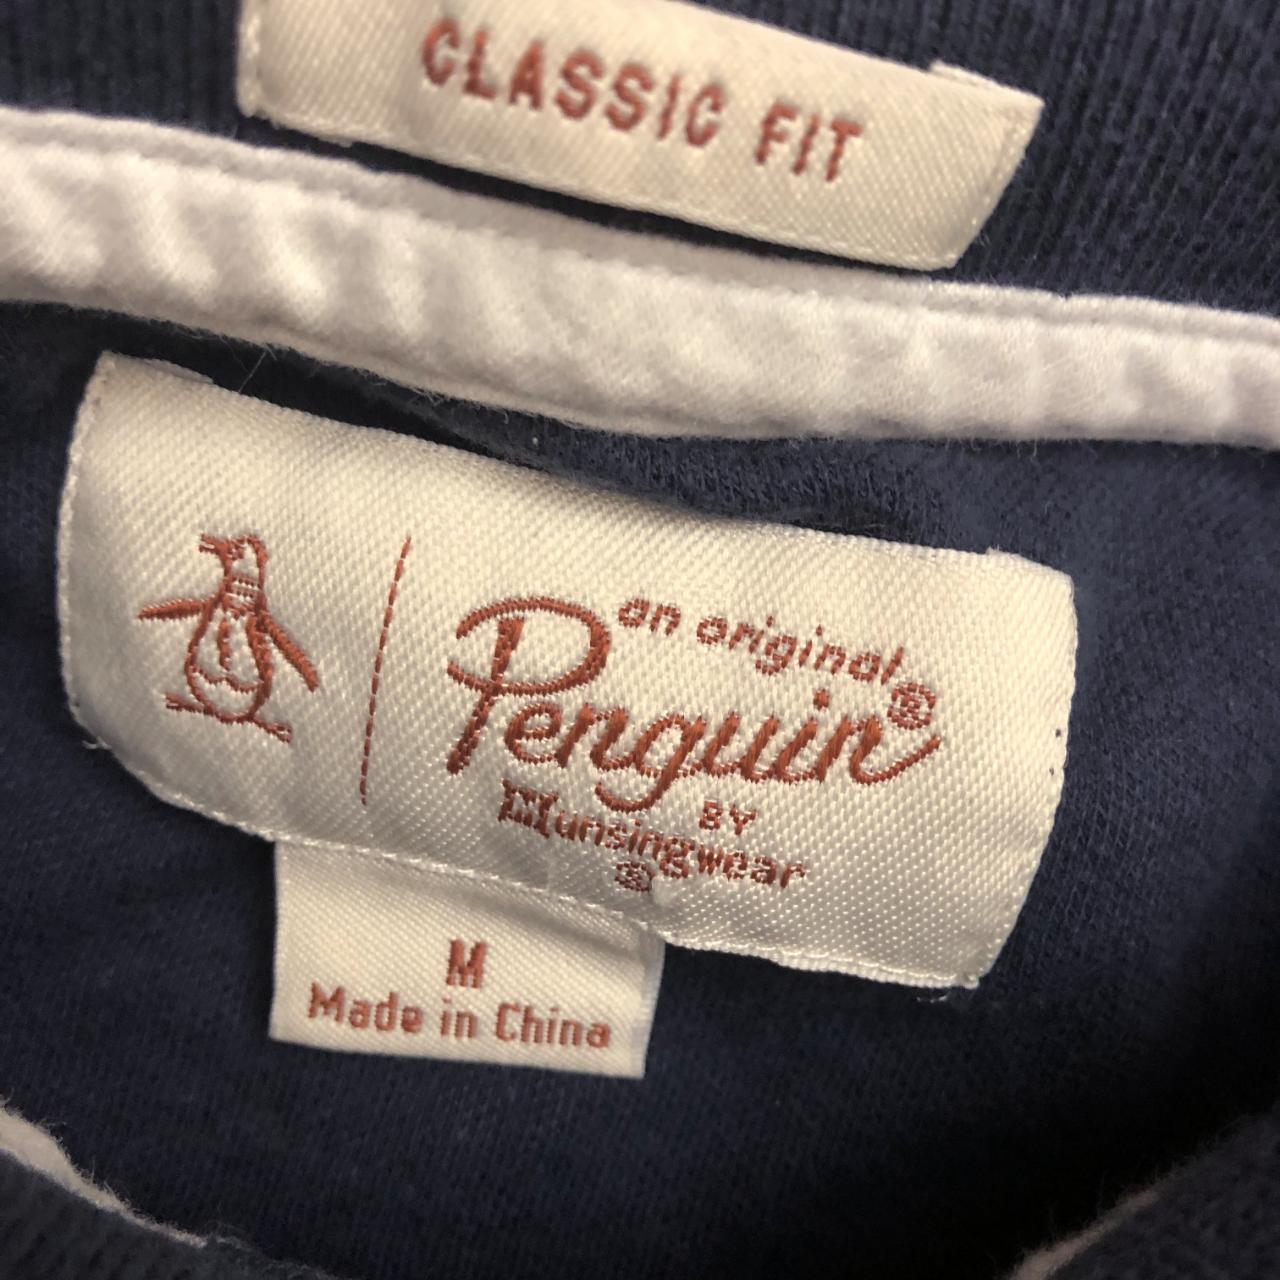 CLASSIC FIT
an original
Penguin®
BY
Munsingwear
®
M
Made in China